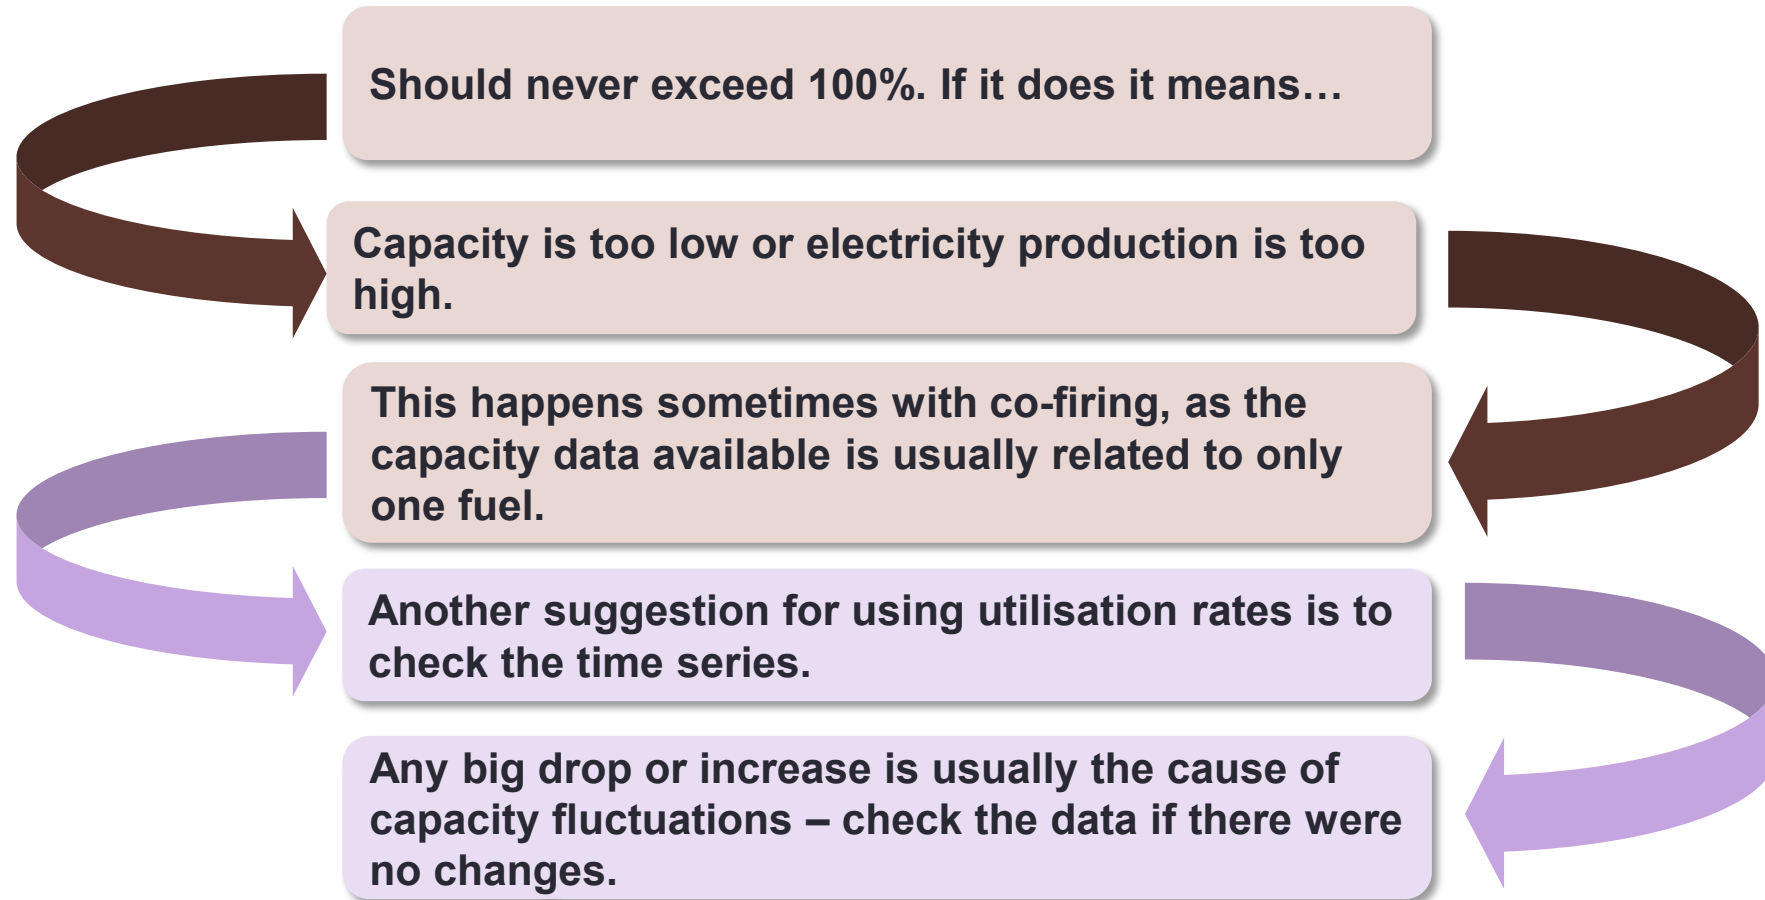 Should never exceed 100%. If it does it means…
Capacity is too low or electricity production is too
high.
This happens sometimes with co-firing, as the
capacity data available is usually related to only
one fuel.
Another suggestion for using utilisation rates is to
check the time series.
Any big drop or increase is usually the cause of
capacity fluctuations – check the data if there were
no changes.